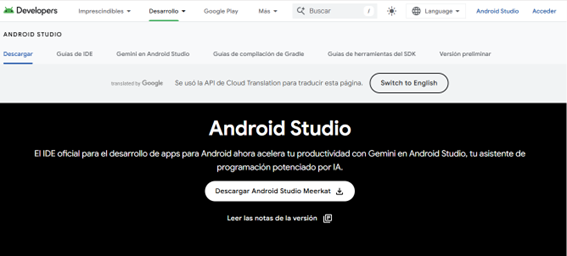 Developers Imprescindibles Desarrollo Google Play Más Buscar / Language Android Studio Acceder
ANDROID STUDIO
Descargar Guías de IDE Gemini en Android Studio Guías de compilación de Gradle Guías de herramientas del SDK Versión preliminar
translated by Google Se usó la API de Cloud Translation para traducir esta página. Switch to English
Android Studio
El IDE oficial para el desarrollo de apps para Android ahora acelera tu productividad con Gemini en Android Studio, tu asistente de
programación potenciado por IA.
Descargar Android Studio Meerkat
Leer las notas de la versión